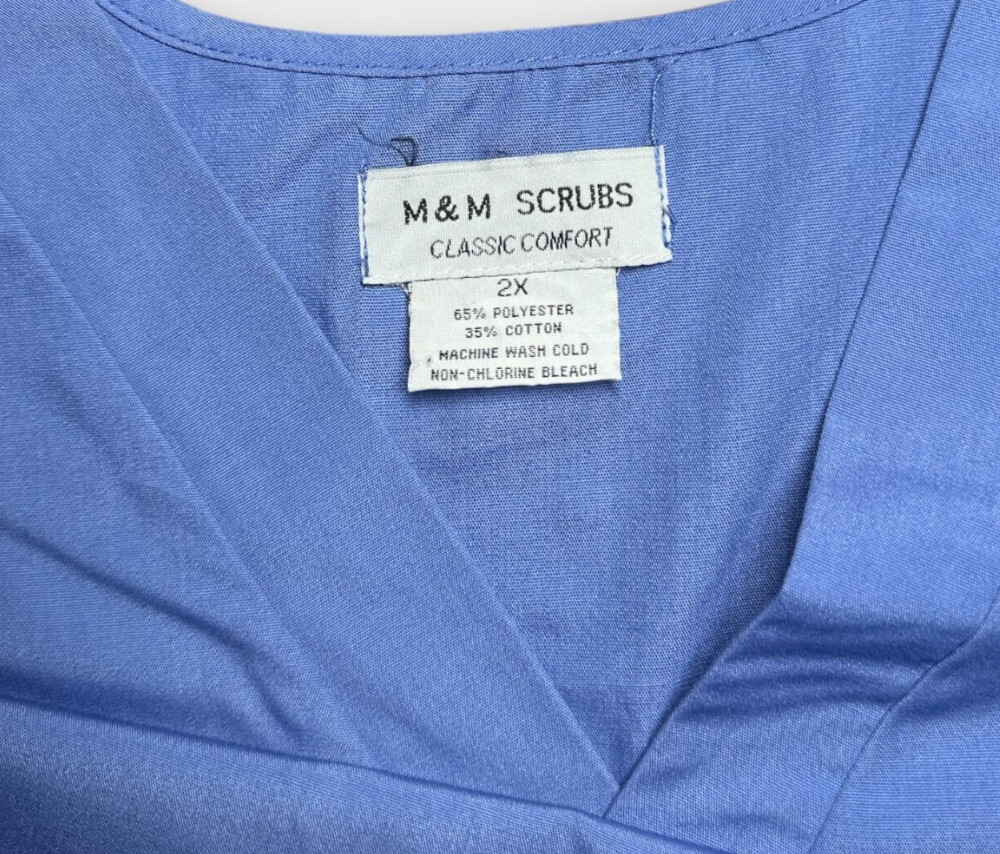 M & M SCRUBS
CLASSIC COMFORT
2X
65% POLYESTER
35% COTTON
MACHINE WASH COLD
NON-CHLORINE BLEACH